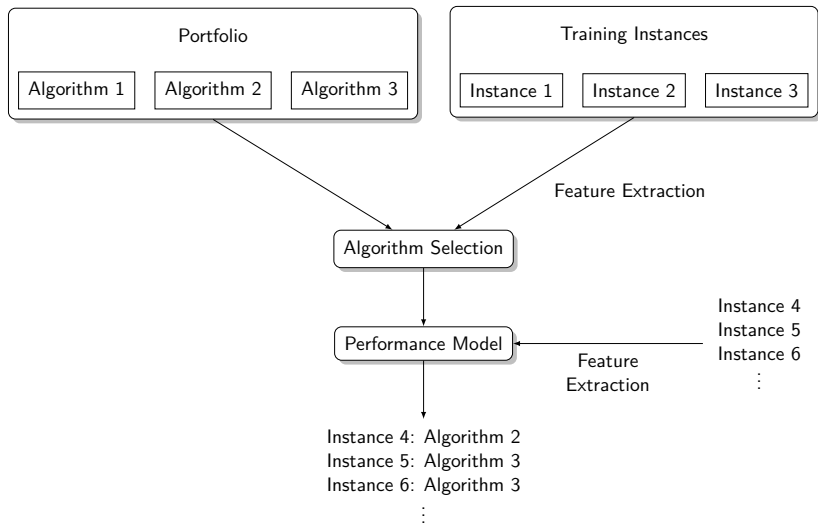 Portfolio
Algorithm 1
Algorithm 2
Algorithm 3
Training Instances
Instance 1
Instance 2
Instance 3
Feature Extraction
Algorithm Selection
Instance 4
Instance 5
Instance 6
⋮
Performance Model
Feature
Extraction
Instance 4: Algorithm 2
Instance 5: Algorithm 3
Instance 6: Algorithm 3
⋮